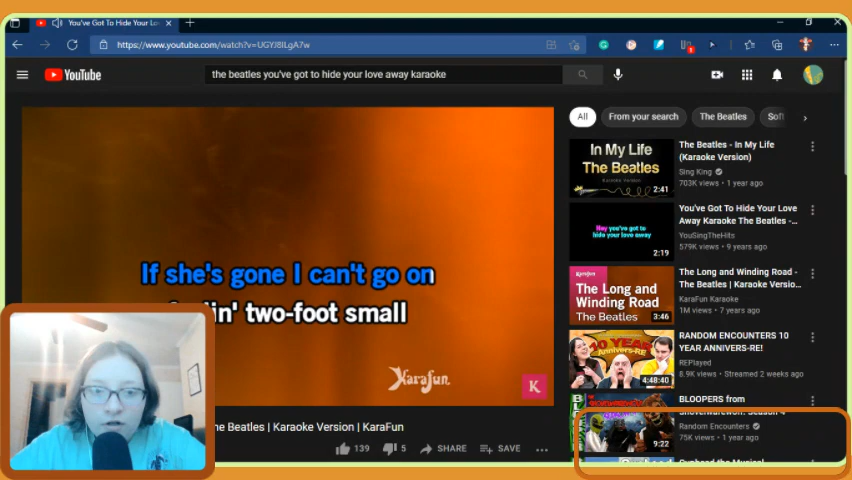 You've Got To Hide Your Lo
https://www.youtube.com/watch?v=UGYJ8ILgA7w
YouTube
the beatles you've got to hide your love away karaoke
All
From your search
The Beatles
Sof
If she's gone I can't go on
lin' two-foot small
Karafun
K
he Beatles | Karaoke Version | KaraFun
139
5
SHARE
SAVE
In My Life
The Beatles
2:41
The Beatles - In My Life
(Karaoke Version)
Sing King
703K views • 1 year ago
Hey you've got to
hide your love away
2:19
You've Got To Hide Your Love
Away Karaoke The Beatles -...
YouSingTheHits
579K views • 9 years ago
The Long and
Winding Road
The Beatles
3:46
The Long and Winding Road -
The Beatles | Karaoke Versio...
KaraFun Karaoke
1M views • 7 years ago
10 YEAR
ANNIVERS-RE
4:48:40
RANDOM ENCOUNTERS 10
YEAR ANNIVERS-RE!
REPlayed
8.9K views • Streamed 2 weeks ago
9:22
BLOOPERS from
Random Encounters
75K views • 1 year ago